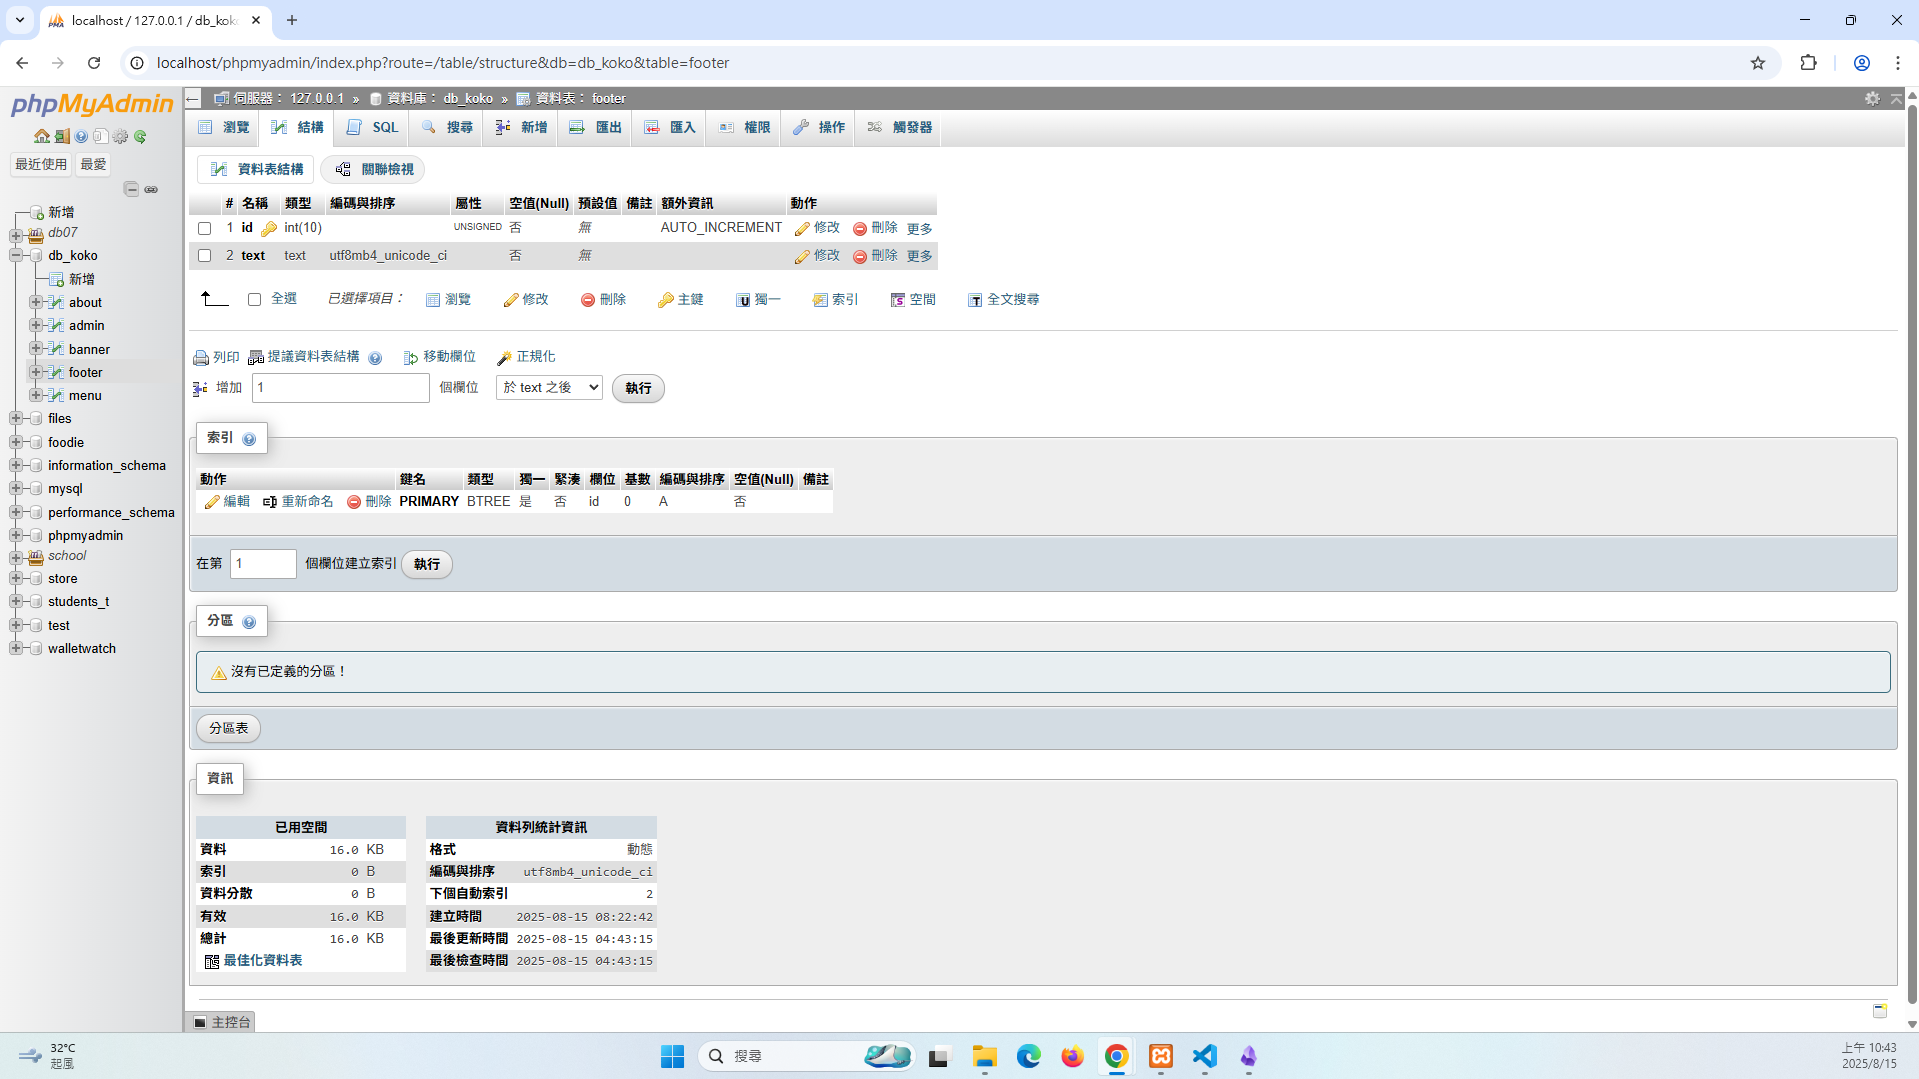 localhost / 127.0.0.1 / db_kok
localhost/phpmyadmin/index.php?route=/table/structure&db=db_koko&table=footer
phpMyAdmin
最近使用 最愛
新增
db07
db_koko
新增
about
admin
banner
footer
menu
files
foodie
information_schema
mysql
performance_schema
phpmyadmin
school
store
students_t
test
walletwatch
伺服器： 127.0.0.1 » 資料庫： db_koko » 資料表： footer
瀏覽 結構 SQL 搜尋 新增 匯出 匯入 權限 操作 觸發器
資料表結構 關聯檢視
# 名稱 類型 編碼與排序 屬性 空值(Null) 預設值 備註 額外資訊 動作
1 id int(10) UNSIGNED 否 無 AUTO_INCREMENT 修改 刪除 更多
2 text text utf8mb4_unicode_ci 否 無 修改 刪除 更多
全選 已選擇項目： 瀏覽 修改 刪除 主鍵 獨一 索引 空間 全文搜尋
列印 提議資料表結構 移動欄位 正規化
增加 1 個欄位 於 text 之後 執行
索引
動作 鍵名 類型 獨一 緊湊 欄位 基數 編碼與排序 空值(Null) 備註
編輯 重新命名 刪除 PRIMARY BTREE 是 否 id 0 A 否
在第 1 個欄位建立索引 執行
分區
沒有已定義的分區！
分區表
資訊
已用空間
資料 16.0 KB
索引 0 B
資料分散 0 B
有效 16.0 KB
總計 16.0 KB
最佳化資料表
資料列統計資訊
格式 動態
編碼與排序 utf8mb4_unicode_ci
下個自動索引 2
建立時間 2025-08-15 08:22:42
最後更新時間 2025-08-15 04:43:15
最後檢查時間 2025-08-15 04:43:15
主控台
32°C
起風
搜尋
上午 10:43
2025/8/15